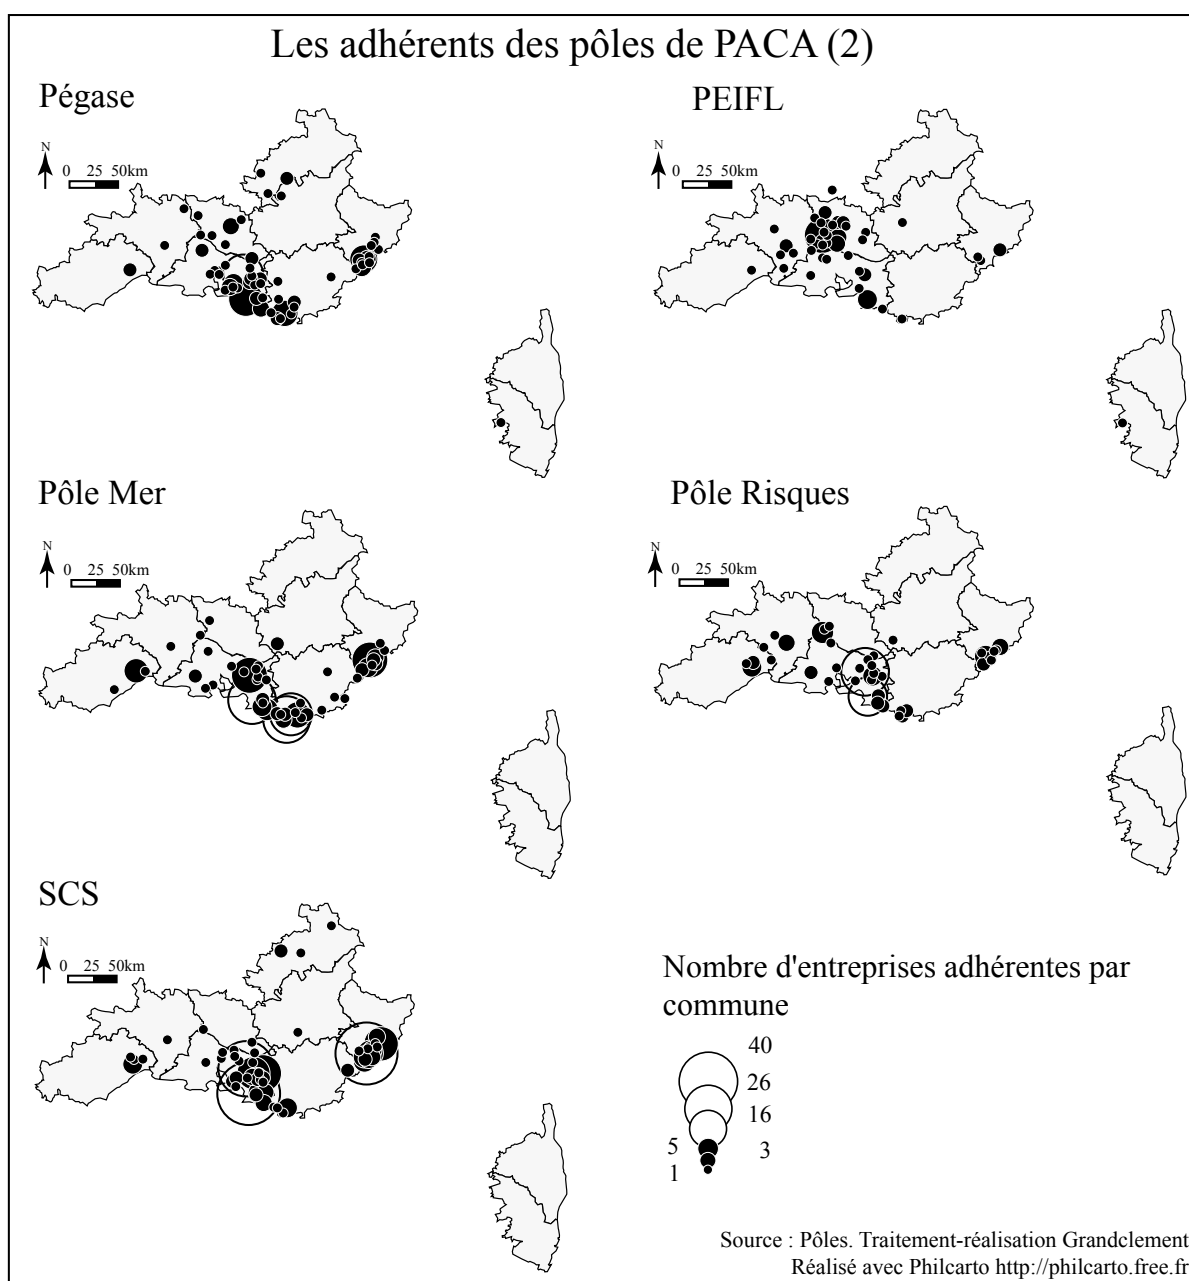 Les adhérents des pôles de PACA (2)
Pégase
N
0 25 50km
PEIFL
N
0 25 50km
Pôle Mer
N
0 25 50km
Pôle Risques
N
0 25 50km
SCS
N
0 25 50km
Nombre d'entreprises adhérentes par
commune
40
26
16
5 3
1
Source : Pôles. Traitement-réalisation Grandclement
Réalisé avec Philcarto http://philcarto.free.fr